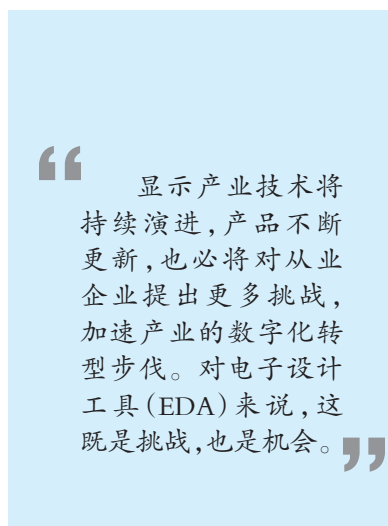 显示产业技术将
持续演进,产品不断
更新,也必将对从业
企业提出更多挑战,
加速产业的数字化转
型步伐。对电子设计
工具(EDA)来说,这
既是挑战,也是机会。